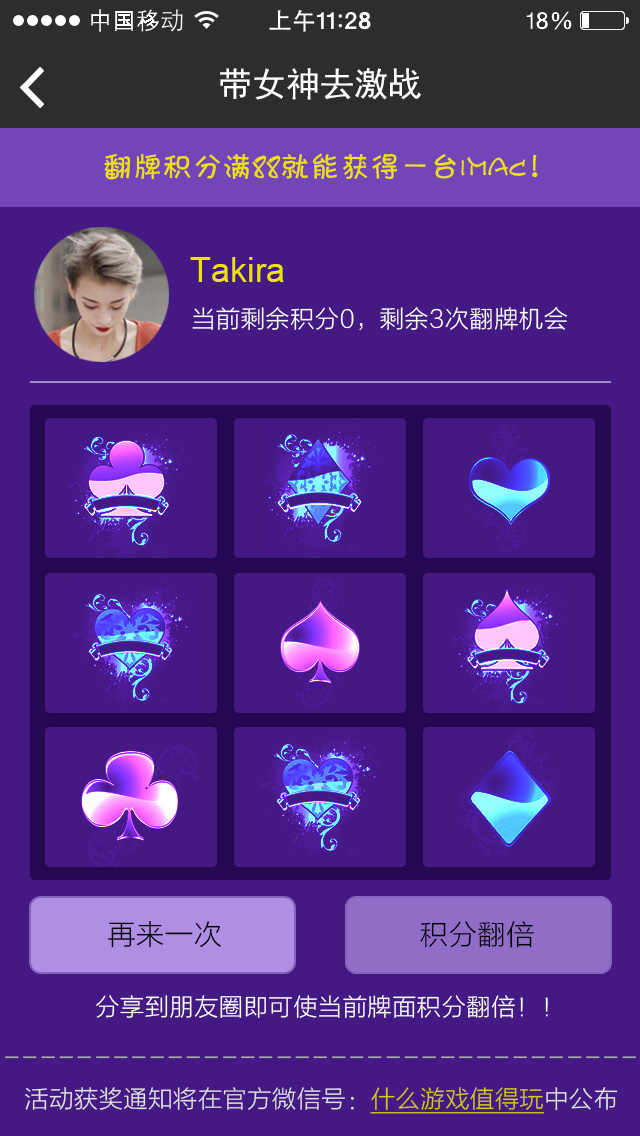 中国移动 上午11:28 18%
带女神去激战
翻牌积分满88就能获得一台IMAC!
Takira
当前剩余积分0，剩余3次翻牌机会
再来一次 积分翻倍
分享到朋友圈即可使当前牌面积分翻倍！！
活动获奖通知将在官方微信号：什么游戏值得玩中公布